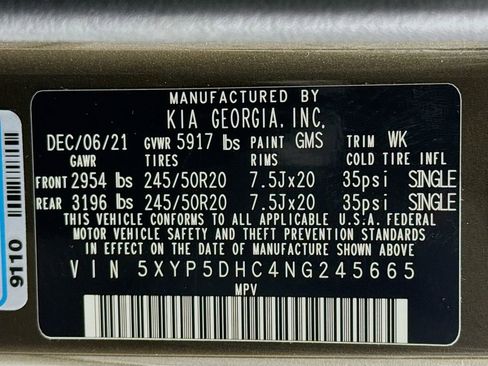 MANUFACTURED BY
KIA GEORGIA, INC.
DEC/06/21 GVWR 5917 lbs PAINT GMS TRIM WK
GAWR TIRES RIMS COLD TIRE INFL
FRONT 2954 lbs 245/50R20 7.5Jx20 35psi SINGLE
REAR 3196 lbs 245/50R20 7.5Jx20 35psi SINGLE
THIS VEHICLE CONFORMS TO ALL APPLICABLE U.S.A. FEDERAL
MOTOR VEHICLE SAFETY AND THEFT PREVENTION STANDARDS
IN EFFECT ON THE DATE OF MANUFACTURE SHOWN ABOVE.
VIN 5XYP5DHC4NG245665
MPV
9110